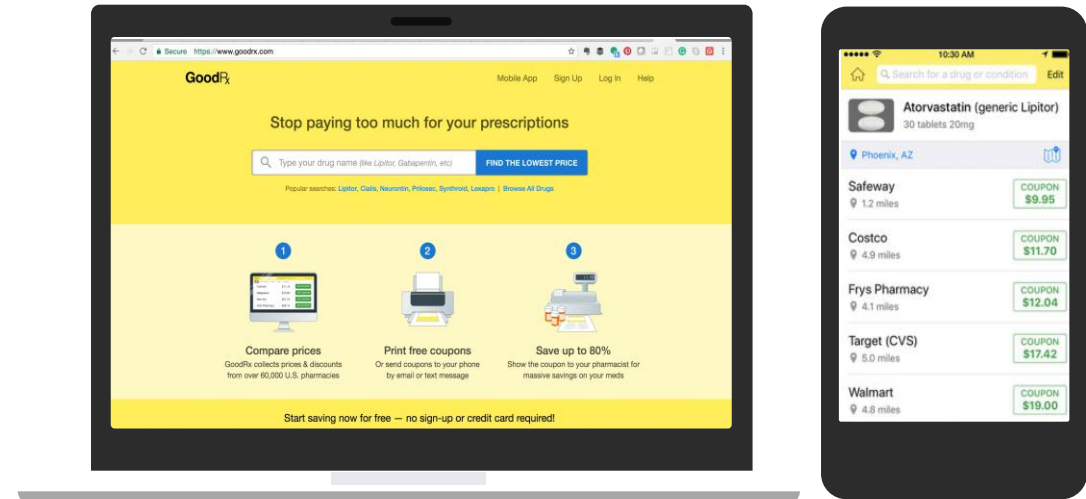 Secure https://www.goodrx.com
GoodRx
Mobile App Sign Up Log In Help
Stop paying too much for your prescriptions
Type your drug name (like Lipitor, Gabapentin, etc) FIND THE LOWEST PRICE
Popular searches: Lipitor, Cialis, Neurontin, Prilosec, Synthroid, Lexapro | Browse All Drugs
1 2 3
Compare prices
GoodRx collects prices & discounts
from over 60,000 U.S. pharmacies
Print free coupons
Or send coupons to your phone
by email or text message
Save up to 80%
Show the coupon to your pharmacist for
massive savings on your meds
Start saving now for free — no sign-up or credit card required!
10:30 AM
Search for a drug or condition Edit
Atorvastatin (generic Lipitor)
30 tablets 20mg
Phoenix, AZ
Safeway
1.2 miles
COUPON
$9.95
Costco
4.9 miles
COUPON
$11.70
Frys Pharmacy
4.1 miles
COUPON
$12.04
Target (CVS)
5.0 miles
COUPON
$17.42
Walmart
4.8 miles
COUPON
$19.00